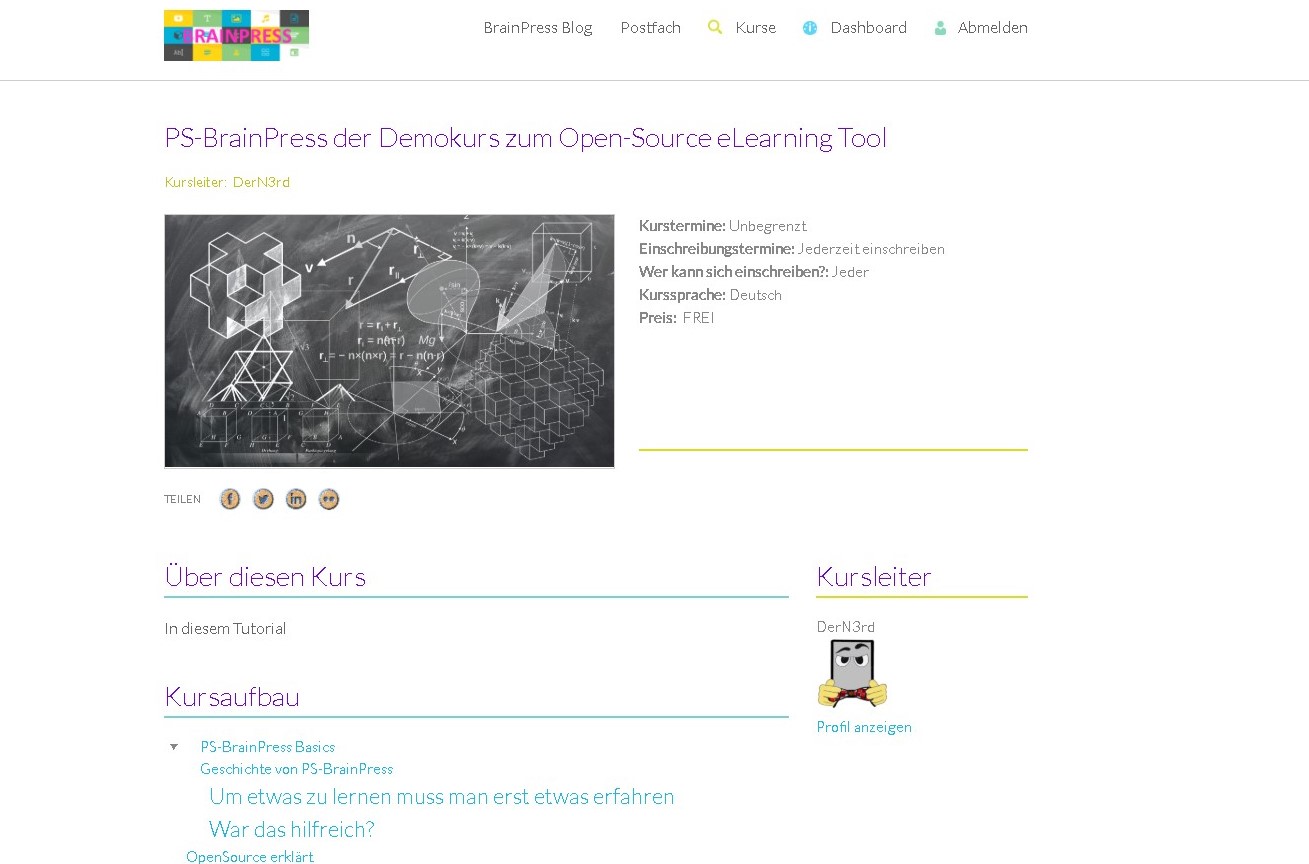 BRAINPRESS
BrainPress Blog Postfach Kurse Dashboard Abmelden
PS-BrainPress der Demokurs zum Open-Source eLearning Tool
Kursleiter: DerN3rd
Kurstermine: Unbegrenzt
Einschreibungstermine: Jederzeit einschreiben
Wer kann sich einschreiben?: Jeder
Kurssprache: Deutsch
Preis: FREI
TEILEN
Über diesen Kurs
In diesem Tutorial
Kursaufbau
PS-BrainPress Basics
Geschichte von PS-BrainPress
Um etwas zu lernen muss man erst etwas erfahren
War das hilfreich?
OpenSource erklärt
Kursleiter
DerN3rd
Profil anzeigen